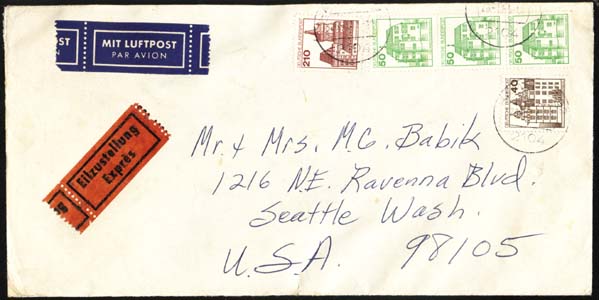 POST
MIT LUFTPOST
PAR AVION
210
50
50
50
40
Eilzustellung
Exprès
Mr. & Mrs. M.G. Babik
1216 N.E. Ravenna Blvd.
Seattle Wash.
U.S.A. 98105